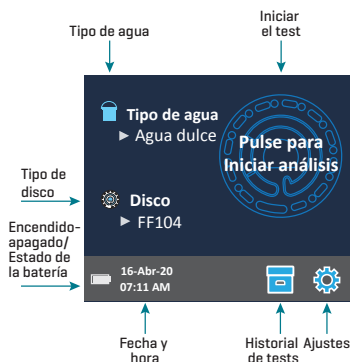 Tipo de agua
Iniciar
el test
Tipo de agua
Agua dulce
Pulse para
Iniciar análisis
Tipo de
disco
Disco
FF104
Encendido-
apagado/
Estado de
la batería
16-Abr-20
07:11 AM
Fecha y
hora
Historial
de tests
Ajustes